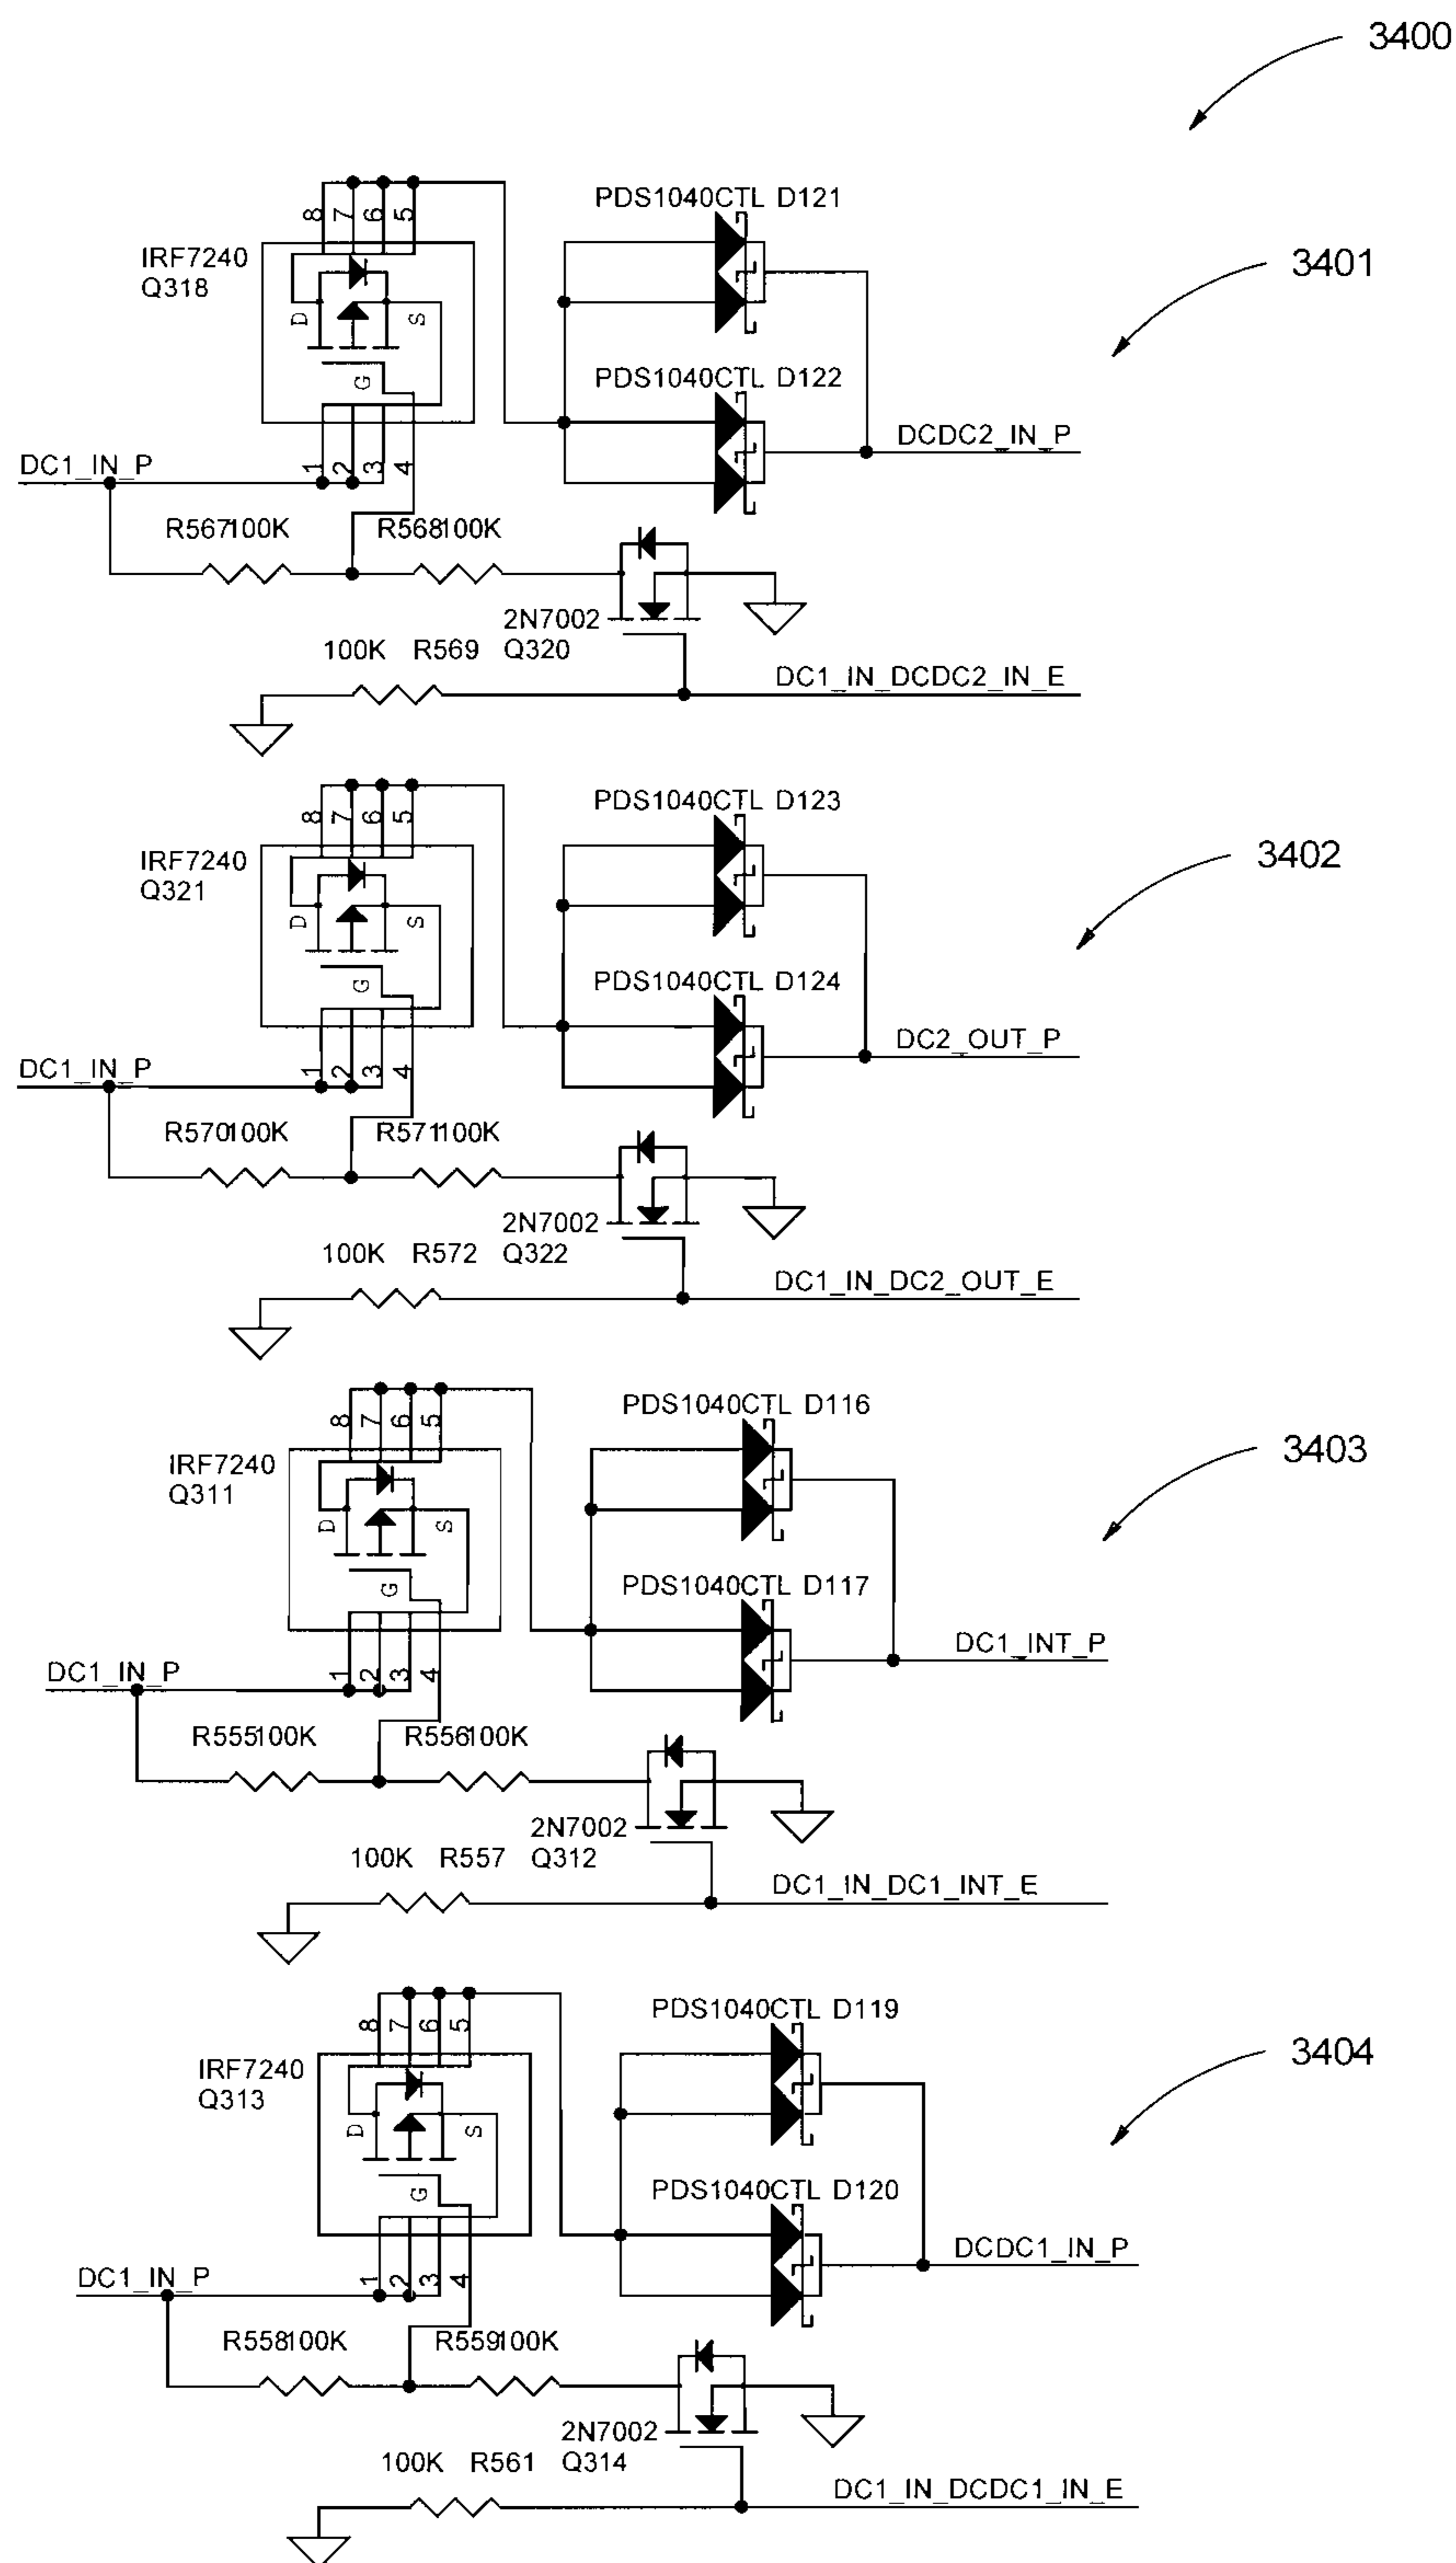 3400
PDS1040CTL D121
3401
8 7 6 5
IRF7240
Q318
D S
G
PDS1040CTL D122
DCDC2_IN_P
DC1_IN_P
1 2 3 4
R567100K R568100K
2N7002
100K R569 Q320
DC1_IN_DCDC2_IN_E
PDS1040CTL D123
8 7 6 5
3402
IRF7240
Q321
D S
G
PDS1040CTL D124
DC2_OUT_P
DC1_IN_P
1 2 3 4
R570100K R571100K
2N7002
100K R572 Q322
DC1_IN_DC2_OUT_E
PDS1040CTL D116
8 7 6 5
3403
IRF7240
Q311
D S
G
PDS1040CTL D117
DC1_INT_P
DC1_IN_P
1 2 3 4
R555100K R556100K
2N7002
100K R557 Q312
DC1_IN_DC1_INT_E
PDS1040CTL D119
8 7 6 5
3404
IRF7240
Q313
D S
G
PDS1040CTL D120
DCDC1_IN_P
DC1_IN_P
1 2 3 4
R558100K R559100K
2N7002
100K R561 Q314
DC1_IN_DCDC1_IN_E